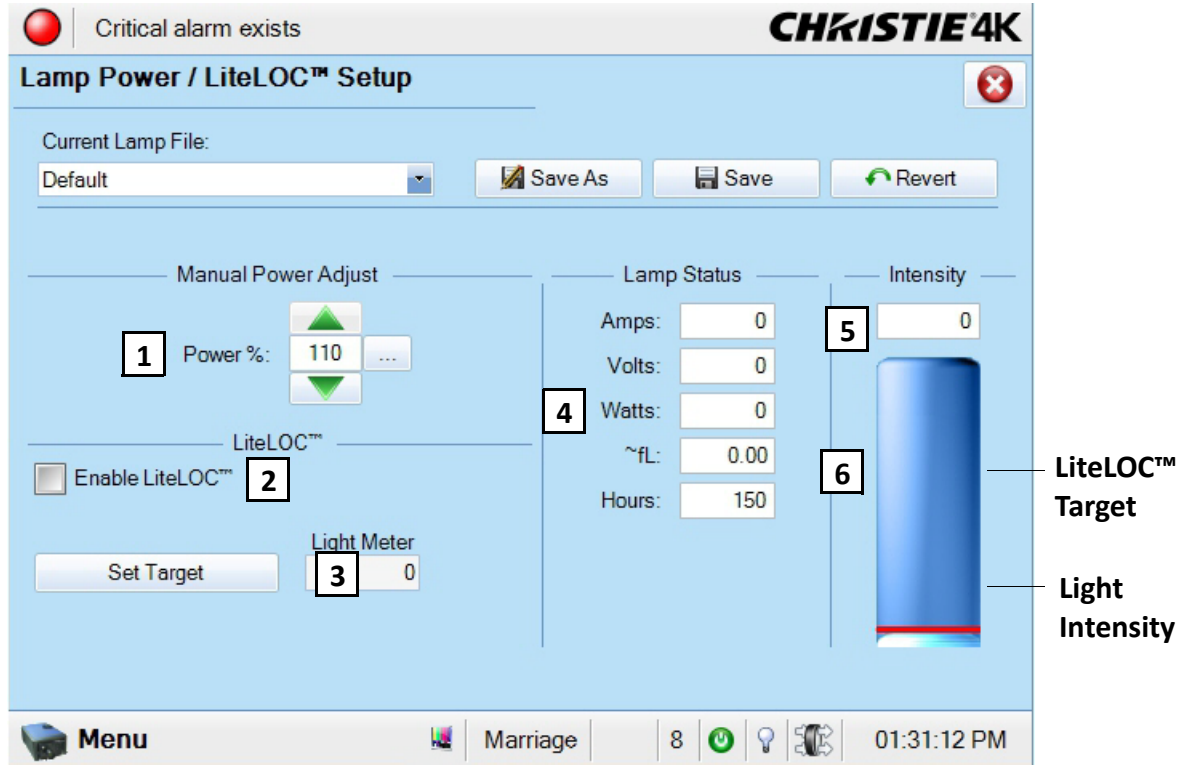 Critical alarm exists
CHRISTIE 4K
Lamp Power / LiteLOC™ Setup
Current Lamp File:
Default
Save As
Save
Revert
Manual Power Adjust
Lamp Status
Intensity
1
Power %:
110
...
Amps:
0
5
0
Volts:
0
4
Watts:
0
LiteLOC™
~fL:
0.00
6
LiteLOC™
Target
Enable LiteLOC™
2
Hours:
150
Light Meter
Set Target
3
0
Light
Intensity
Menu
Marriage
8
01:31:12 PM